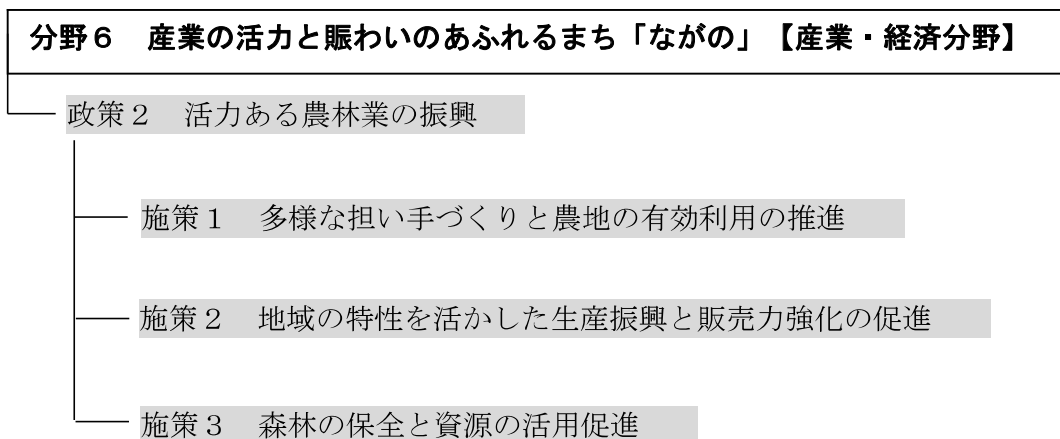 分野６　産業の活力と賑わいのあふれるまち「ながの」【産業・経済分野】
政策２　活力ある農林業の振興
施策１　多様な担い手づくりと農地の有効利用の推進
施策２　地域の特性を活かした生産振興と販売力強化の促進
施策３　森林の保全と資源の活用促進